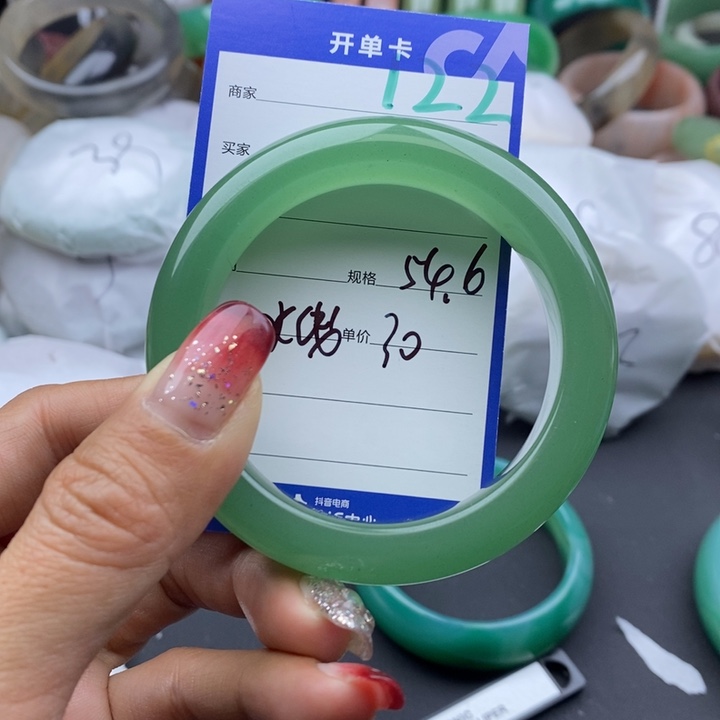 开单卡
商家 122
买家
规格 54.6
单价 30
抖音电商